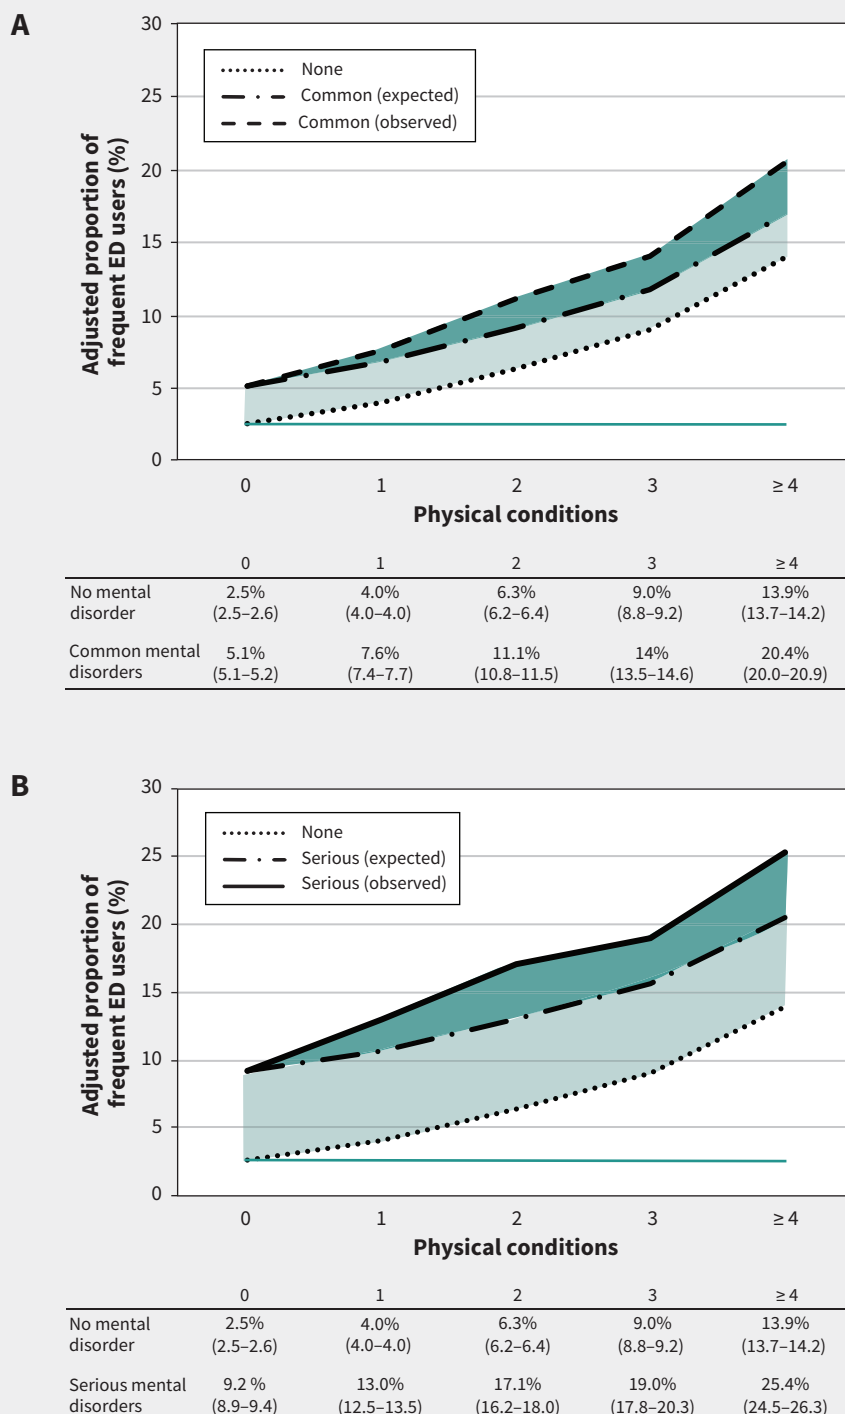 A
30
25
20
15
10
5
0
Adjusted proportion of
frequent ED users (%)
None
Common (expected)
Common (observed)
0 1 2 3 ≥ 4
Physical conditions
0 1 2 3 ≥ 4
No mental 2.5% 4.0% 6.3% 9.0% 13.9%
disorder (2.5–2.6) (4.0–4.0) (6.2–6.4) (8.8–9.2) (13.7–14.2)
Common mental 5.1% 7.6% 11.1% 14% 20.4%
disorders (5.1–5.2) (7.4–7.7) (10.8–11.5) (13.5–14.6) (20.0–20.9)
B
30
25
20
15
10
5
0
Adjusted proportion of
frequent ED users (%)
None
Serious (expected)
Serious (observed)
0 1 2 3 ≥ 4
Physical conditions
0 1 2 3 ≥ 4
No mental 2.5% 4.0% 6.3% 9.0% 13.9%
disorder (2.5–2.6) (4.0–4.0) (6.2–6.4) (8.8–9.2) (13.7–14.2)
Serious mental 9.2 % 13.0% 17.1% 19.0% 25.4%
disorders (8.9–9.4) (12.5–13.5) (16.2–18.0) (17.8–20.3) (24.5–26.3)